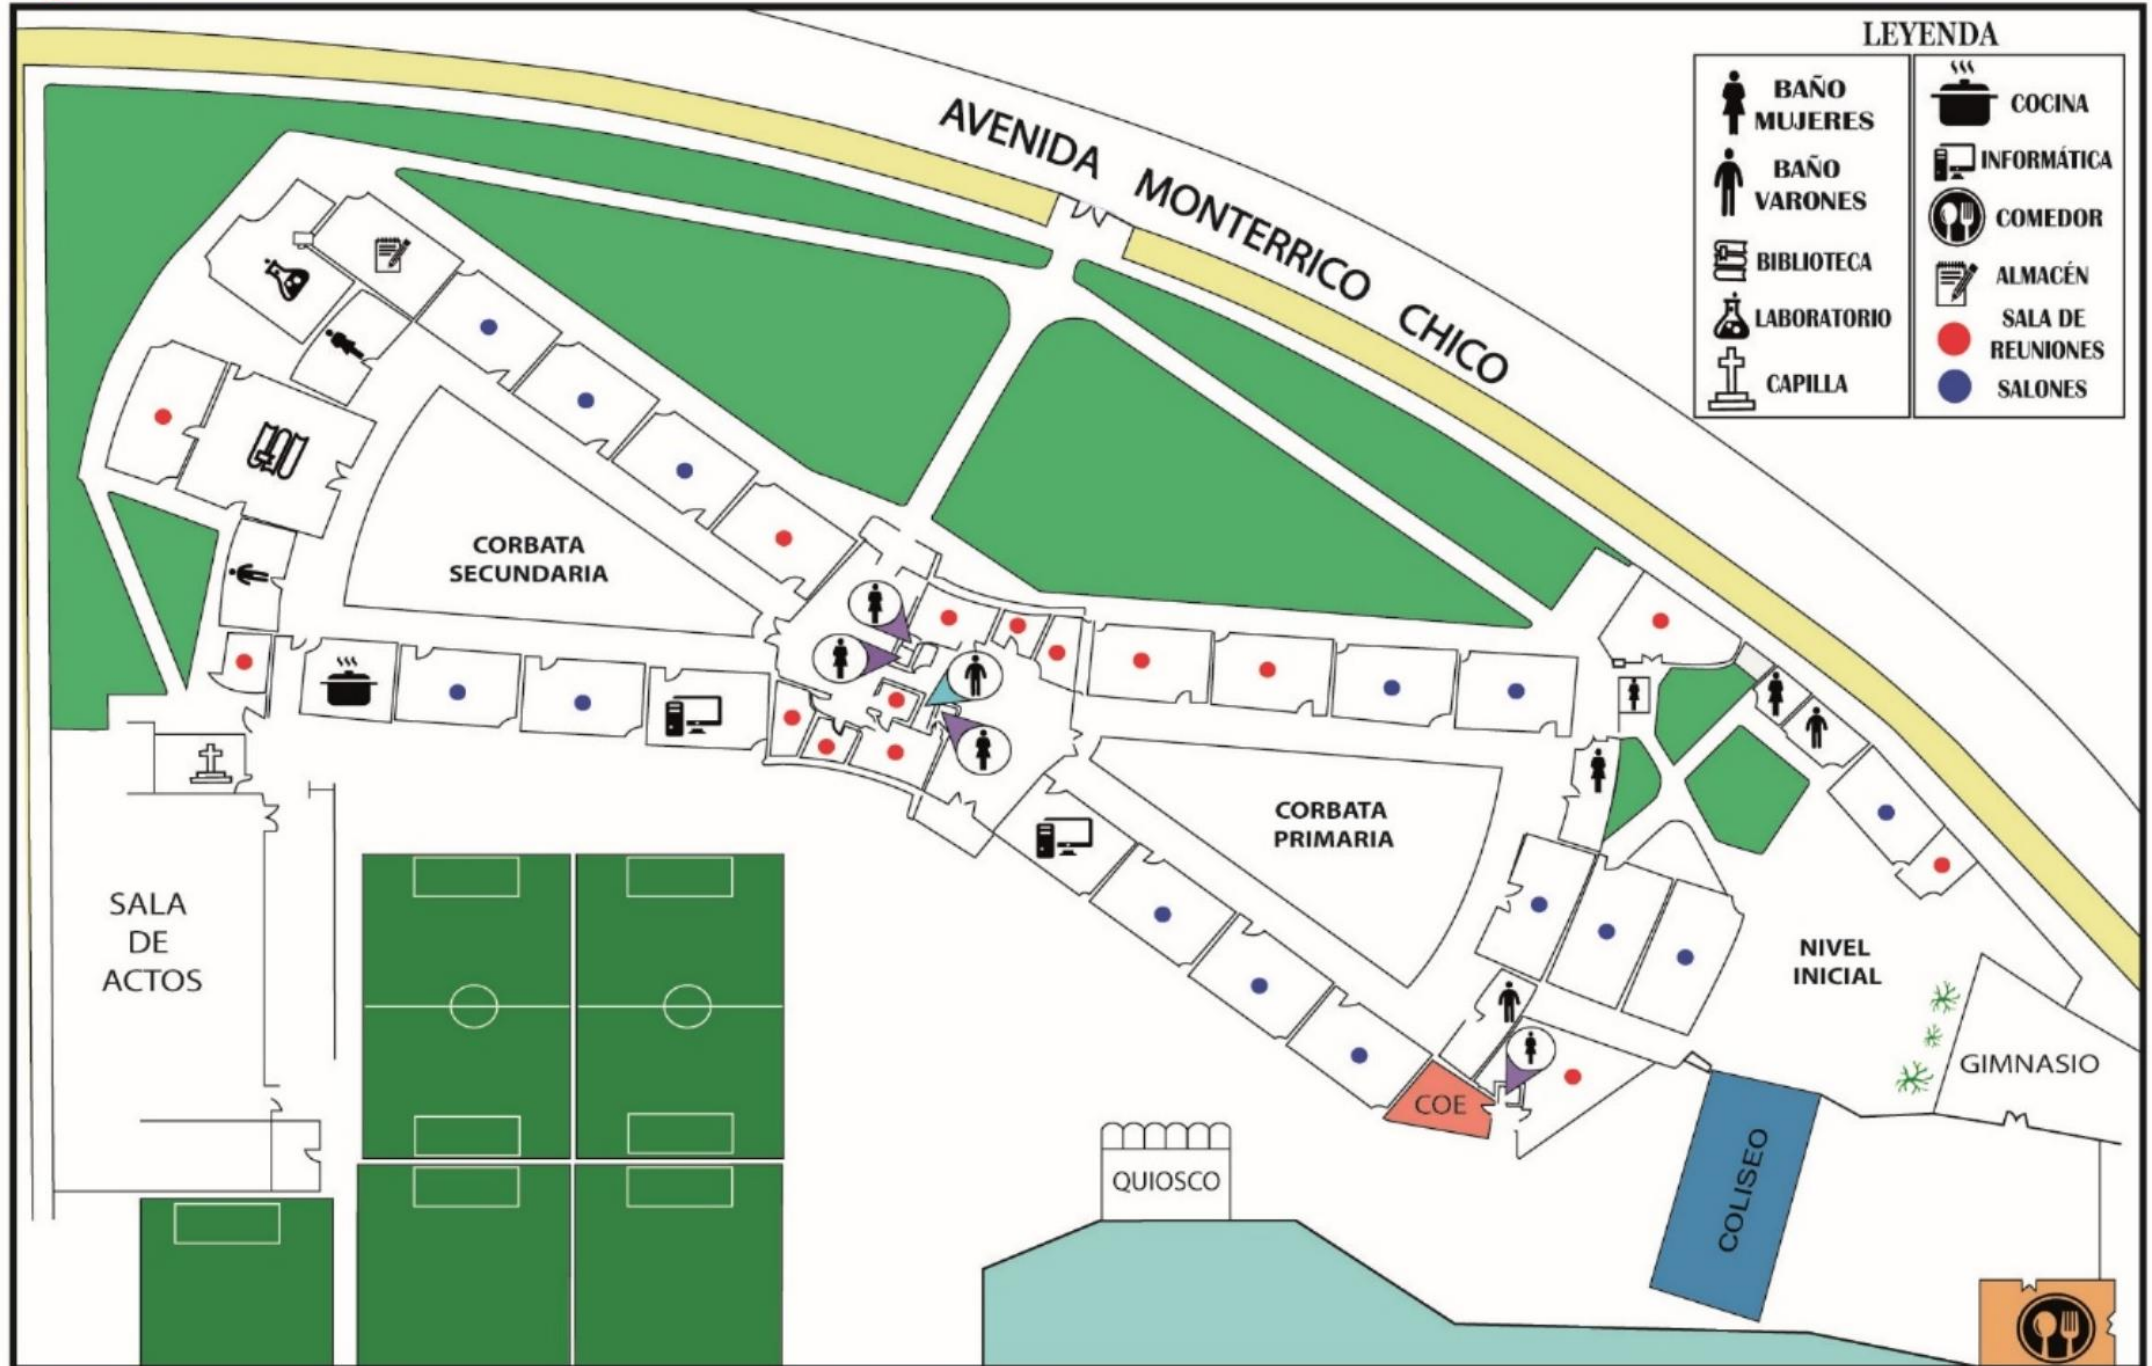 LEYENDA
BAÑO
MUJERES
BAÑO
VARONES
BIBLIOTECA
LABORATORIO
CAPILLA
COCINA
INFORMÁTICA
COMEDOR
ALMACÉN
SALA DE
REUNIONES
SALONES
AVENIDA MONTERRICO CHICO
CORBATA
SECUNDARIA
CORBATA
PRIMARIA
SALA
DE
ACTOS
NIVEL
INICIAL
GIMNASIO
COE
QUIOSCO
COLISEO